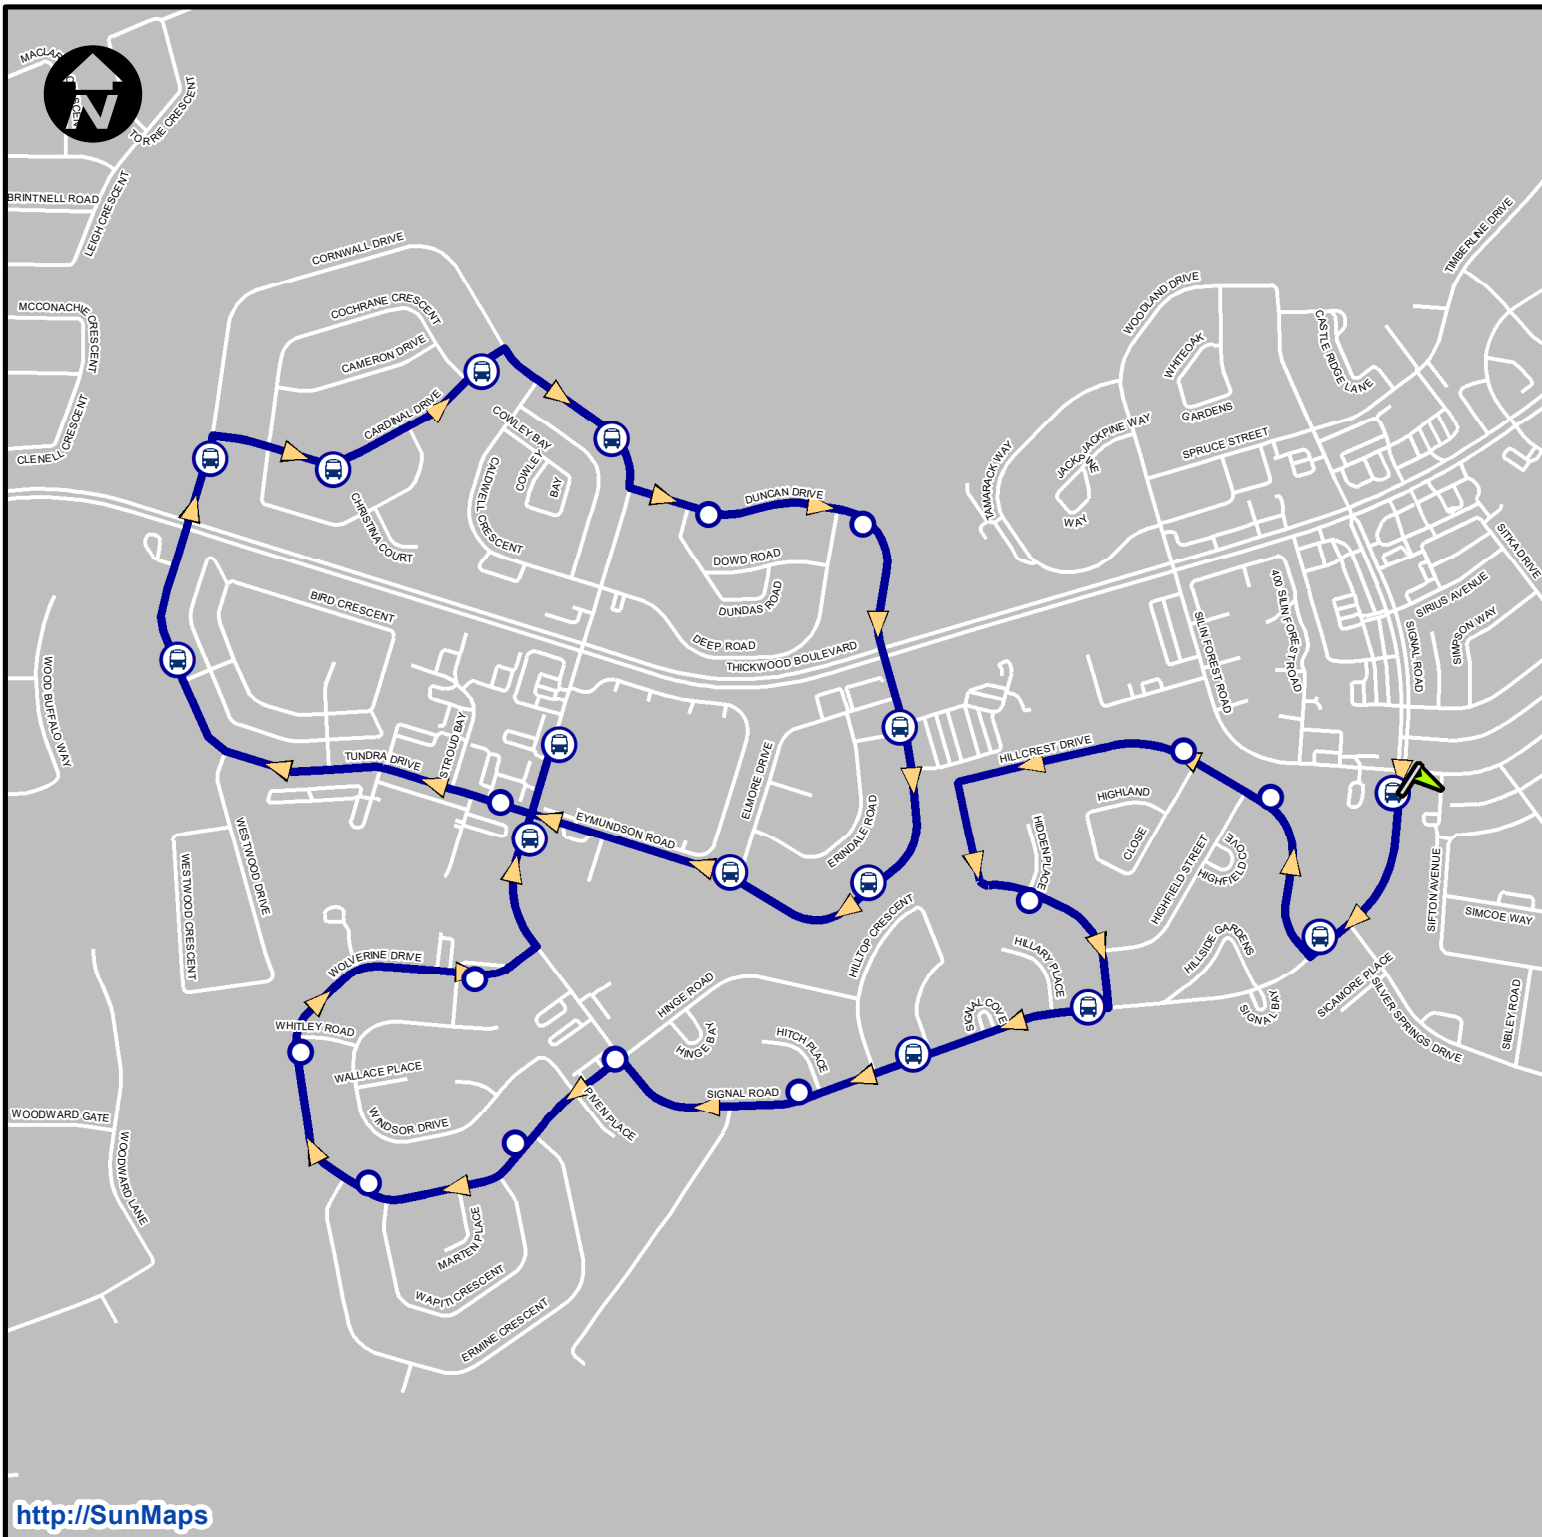 MACLA
CRESCEN
TORRIE CRESCENT
N
BRINTNELL ROAD
LEIGH CRESCENT
TIMBERLINE DRIVE
CORNWALL DRIVE
WOODLAND DRIVE
MCCONACHIE CRESCENT
COCHRANE CRESCENT
CASTLE RIDGE LANE
CAMERON DRIVE
WHITEOAK
GARDENS
CLENELL CRESCENT
CARDINAL DRIVE
COWLEY BAY
JACKPINE WAY
SPRUCE STREET
TAMARACK WAY
JACKPINE
WAY
COWLEY
BAY
CALDWELL CRESCENT
DUNCAN DRIVE
CHRISTINA COURT
SITKA DRIVE
DOWD ROAD
BIRD CRESCENT
DUNDAS ROAD
400 SILIN FOREST ROAD
SIRIUS AVENUE
SILIN FOREST ROAD
SIGNAL ROAD
SIMPSON WAY
DEEP ROAD
THICKWOOD BOULEVARD
WOOD BUFFALO WAY
STROUD BAY
TUNDRA DRIVE
HILLCREST DRIVE
ELMORE DRIVE
HIGHLAND
CLOSE
EYMUNDSON ROAD
ERINDALE ROAD
HIDDEN PLACE
WESTWOOD DRIVE
WESTWOOD CRESCENT
HIGHFIELD STREET
HIGHFIELD COVE
SIFTON AVENUE
SIMCOE WAY
HILLTOP CRESCENT
HILLSIDE GARDENS
HILLARY PLACE
WOLVERINE DRIVE
SICAMORE PLACE
SILVER SPRINGS DRIVE
SIGNAL BAY
SIGNAL COVE
HINGE ROAD
SIBLEY ROAD
WHITLEY ROAD
HINGE BAY
HITCH PLACE
WALLACE PLACE
SIGNAL ROAD
RAVEN PLACE
WOODWARD GATE
WINDSOR DRIVE
WOODWARD LANE
MARTEN PLACE
WAPITI CRESCENT
ERMINE CRESCENT
http://SunMaps